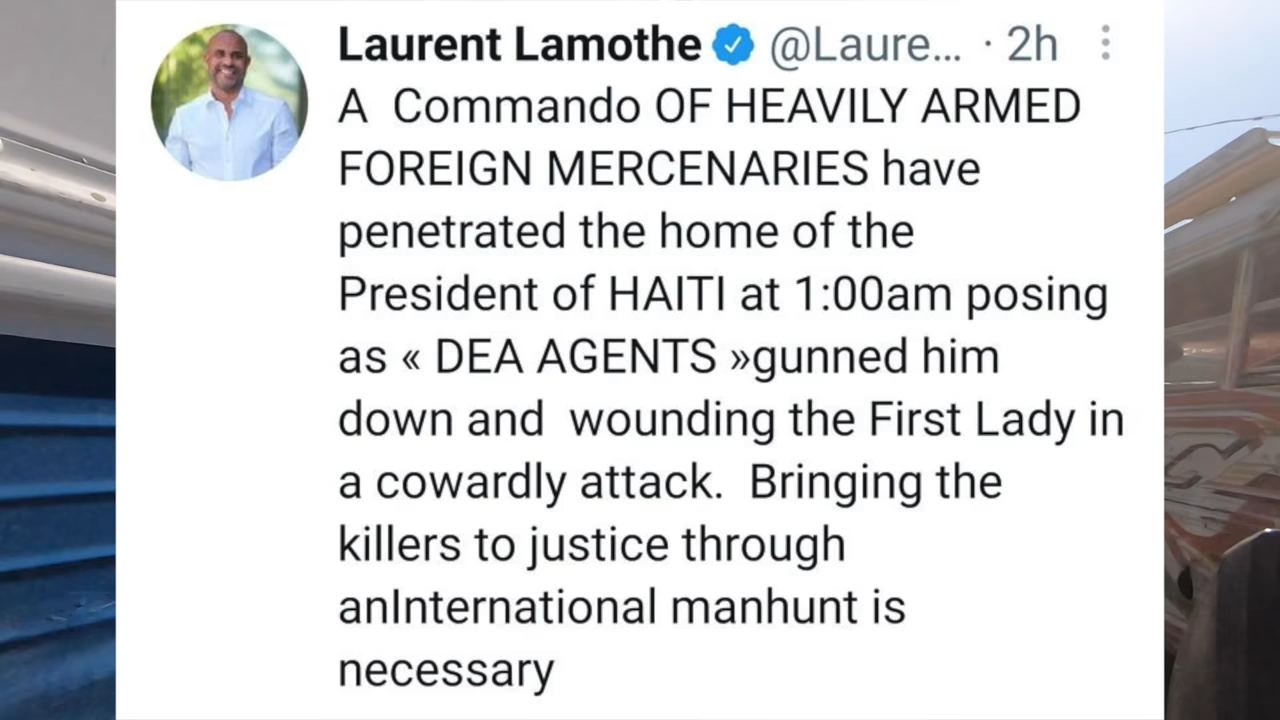 Laurent Lamothe @Laure... · 2h
A Commando OF HEAVILY ARMED
FOREIGN MERCENARIES have
penetrated the home of the
President of HAITI at 1:00am posing
as « DEA AGENTS »gunned him
down and wounding the First Lady in
a cowardly attack. Bringing the
killers to justice through
anInternational manhunt is
necessary